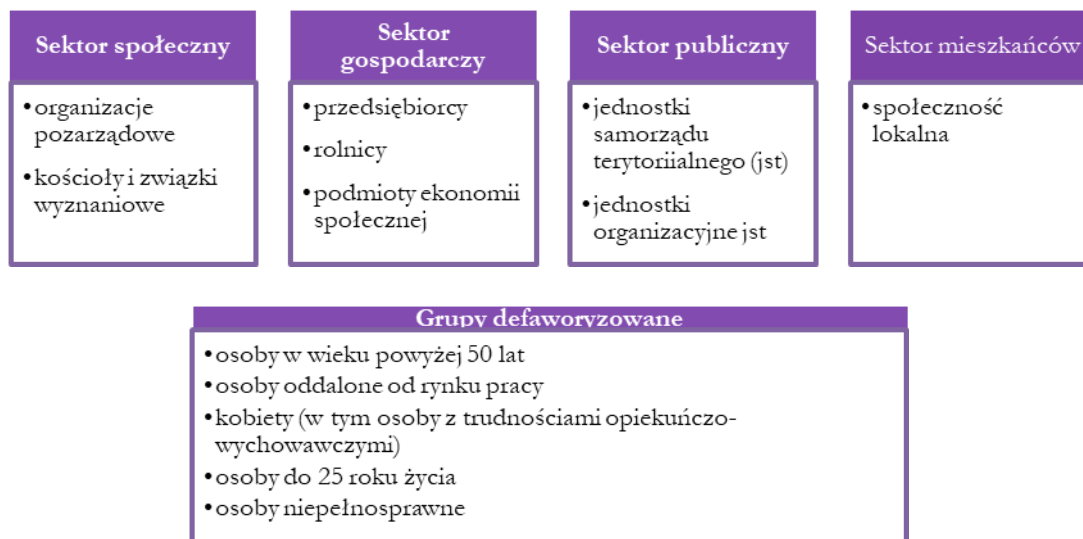 Sektor społeczny
•organizacje
pozarządowe
•kościoły i związki
wyznaniowe
Sektor
gospodarczy
•przedsiębiorcy
•rolnicy
•podmioty ekonomii
społecznej
Sektor publiczny
•jednostki
samorządu
terytoriialnego (jst)
•jednostki
organizacyjne jst
Sektor mieszkańców
•społeczność
lokalna
Grupy defaworyzowane
•osoby w wieku powyżej 50 lat
•osoby oddalone od rynku pracy
•kobiety (w tym osoby z trudnościami opiekuńczo-
wychowawczymi)
•osoby do 25 roku życia
•osoby niepełnosprawne